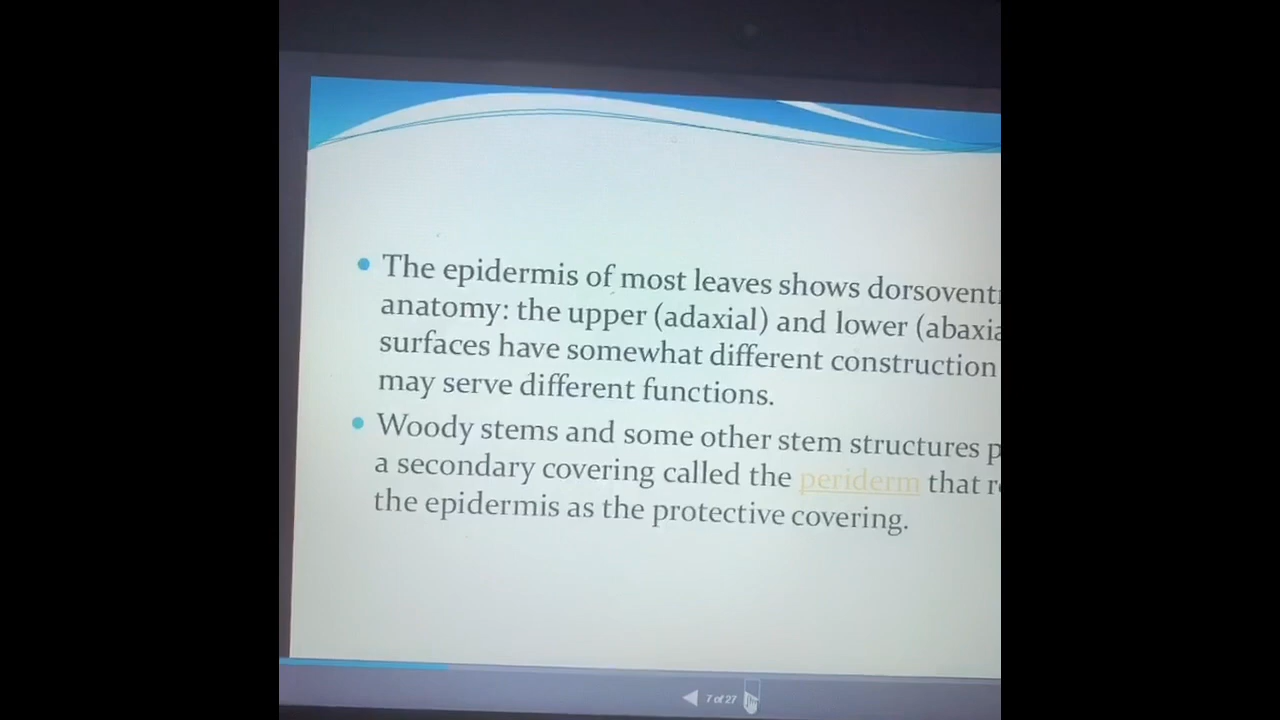 The epidermis of most leaves shows
anatomy: the upper (adaxial) and lower
surfaces have somewhat different construction
may serve different functions.
Woody stems and some other stem structures
a secondary covering called the periderm that
the epidermis as the protective covering.
7 of 27